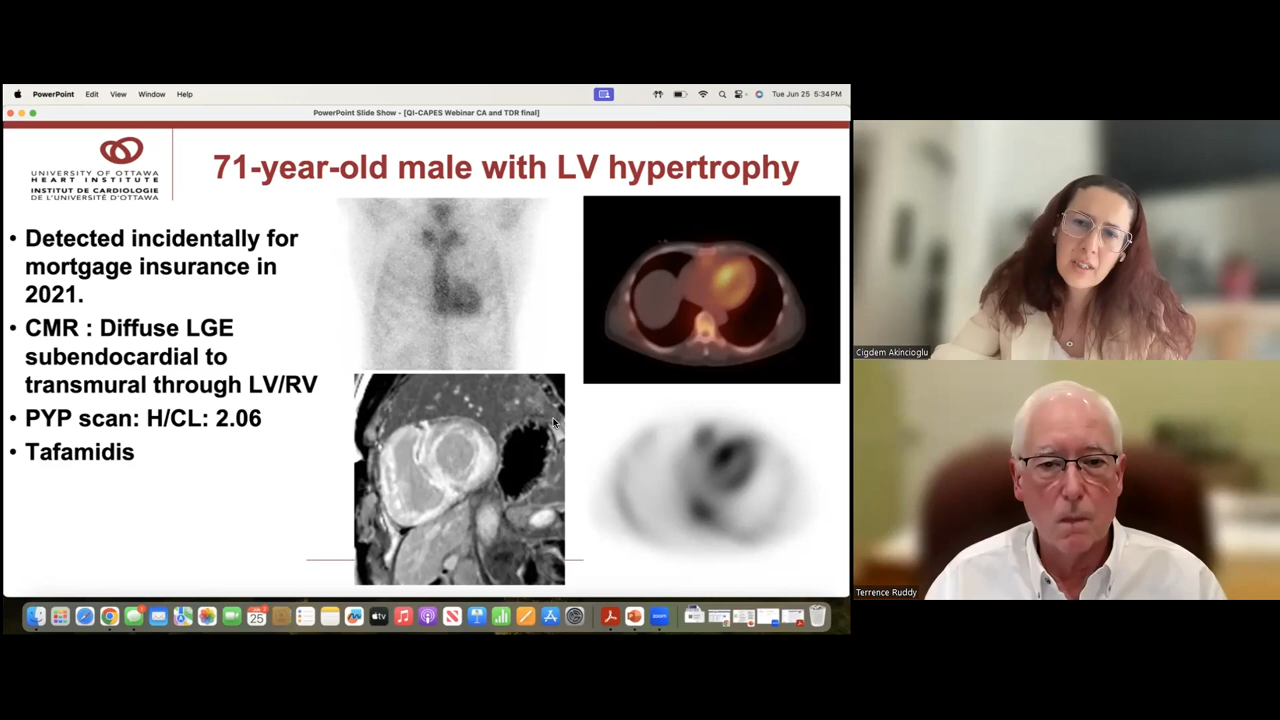 PowerPoint Edit View Window Help
Tue Jun 25 5:34 PM
PowerPoint Slide Show - [QI-CAPES Webinar CA and TDR final]
UNIVERSITY OF OTTAWA
HEART INSTITUTE
INSTITUT DE CARDIOLOGIE
DE L'UNIVERSITÉ D'OTTAWA
71-year-old male with LV hypertrophy
• Detected incidentally for
mortgage insurance in
2021.
• CMR : Diffuse LGE
subendocardial to
transmural through LV/RV
• PYP scan: H/CL: 2.06
• Tafamidis
Cigdem Akincioglu
Terrence Ruddy
25
tv
zoom